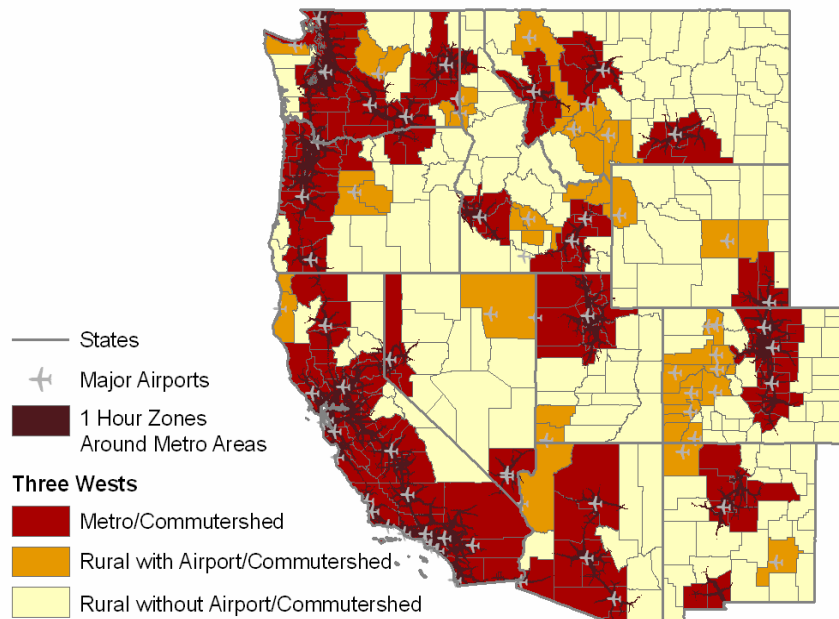 States
Major Airports
1 Hour Zones
Around Metro Areas
Three Wests
Metro/Commutershed
Rural with Airport/Commutershed
Rural without Airport/Commutershed